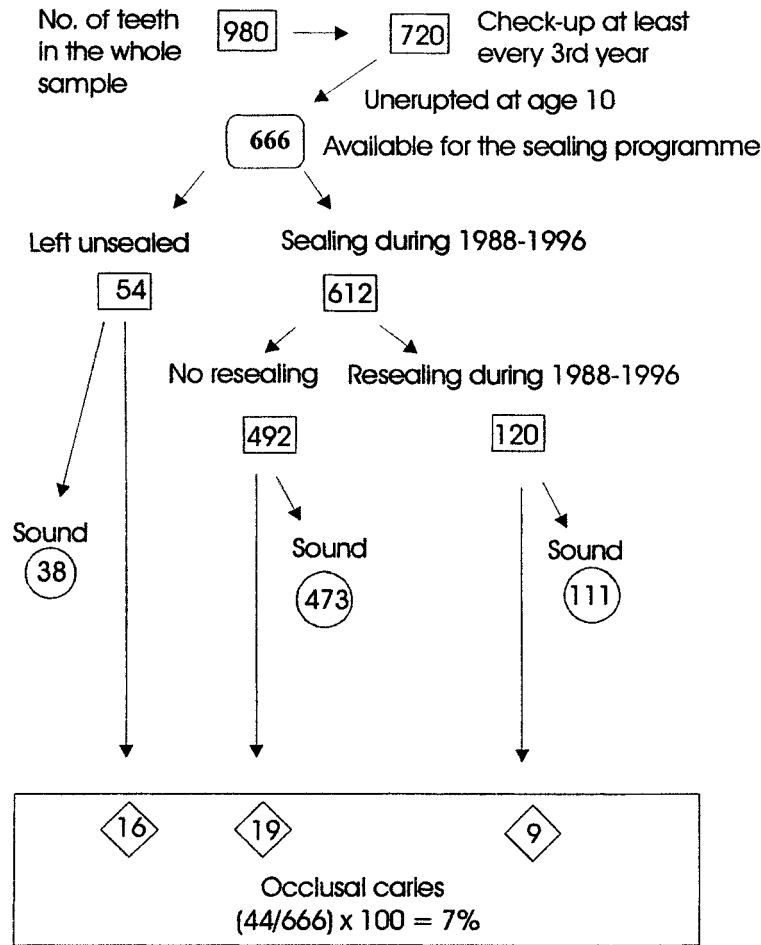 No. of teeth
in the whole
sample
980
720
Check-up at least
every 3rd year
Unerupted at age 10
666
Available for the sealing programme
Left unsealed
Sealing during 1988-1996
54
612
No resealing
Resealing during 1988-1996
492
120
Sound
38
Sound
473
Sound
111
16
19
9
Occlusal caries
(44/666) x 100 = 7%